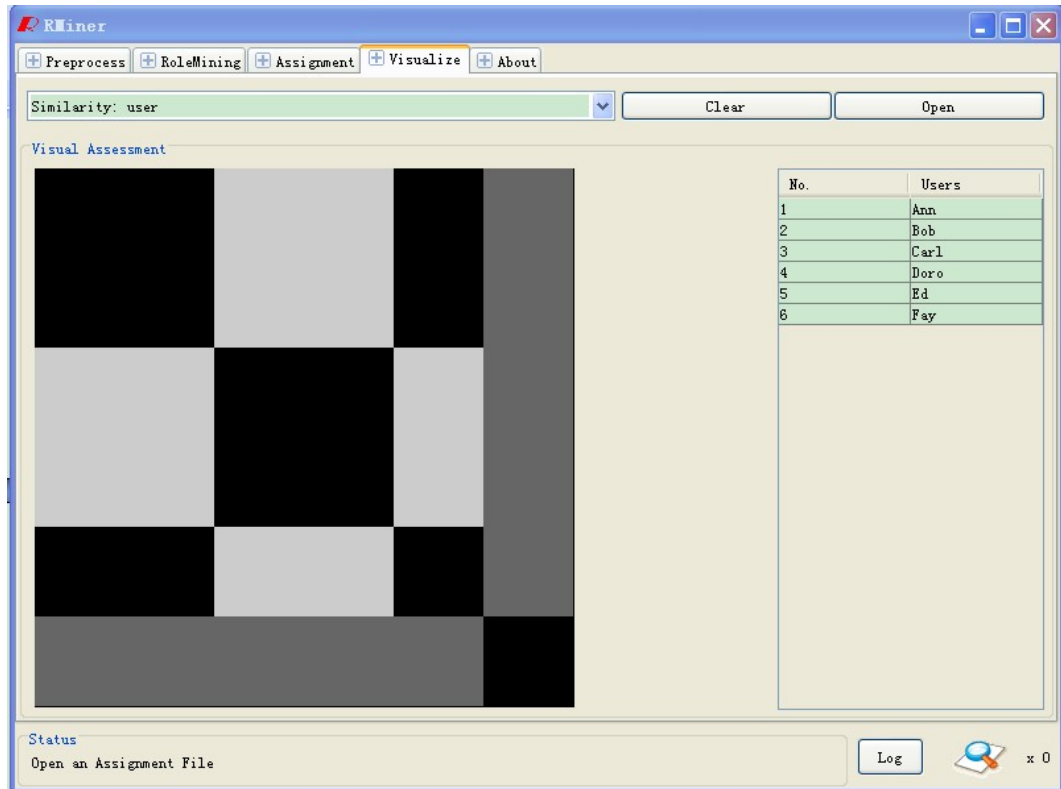 RMiner
Preprocess RoleMining Assignment Visualize About
Similarity: user Clear Open
Visual Assessment
No. Users
1 Ann
2 Bob
3 Carl
4 Doro
5 Ed
6 Fay
Status
Open an Assignment File
Log x 0